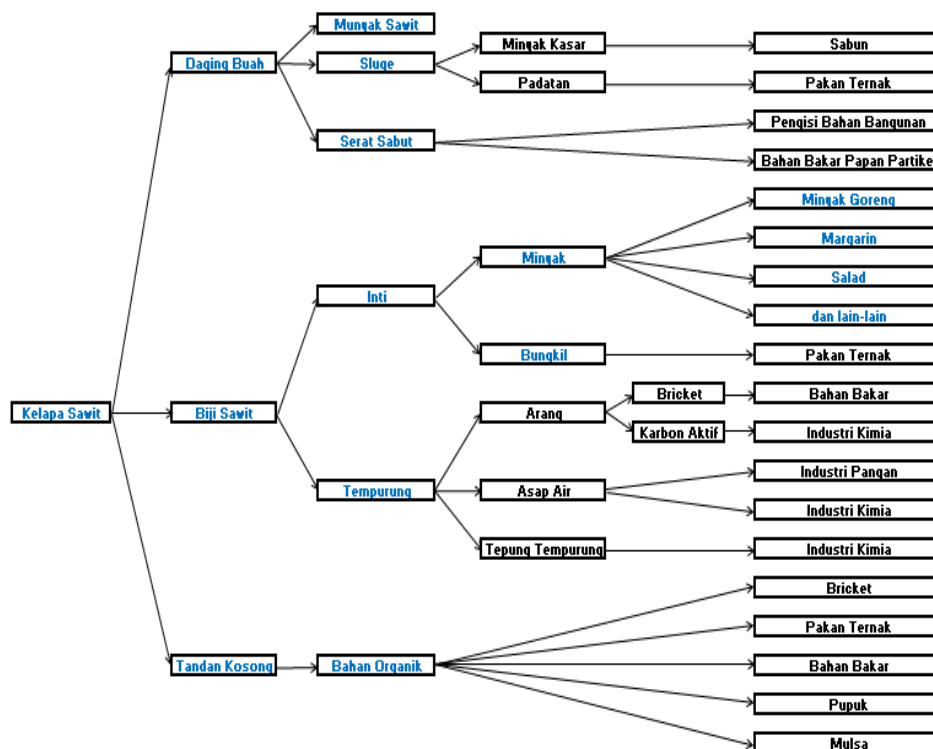 Munyak Sawit
Daging Buah
Sluge
Minyak Kasar
Sabun
Padatan
Pakan Ternak
Serat Sabut
Pengisi Bahan Bangunan
Bahan Bakar Papan Partike
Minyak Goreng
Margarin
Minyak
Salad
Inti
dan lain-lain
Bungkil
Pakan Ternak
Kelapa Sawit
Biji Sawit
Arang
Bricket
Bahan Bakar
Karbon Aktif
Industri Kimia
Tempurung
Asap Air
Industri Pangan
Industri Kimia
Tepung Tempurung
Industri Kimia
Tandan Kosong
Bahan Organik
Bricket
Pakan Ternak
Bahan Bakar
Pupuk
Mulsa